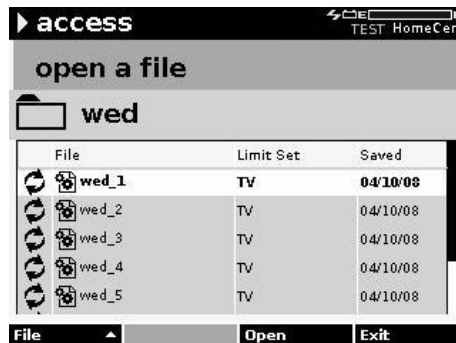 access
TEST HomeCer
open a file
wed
File Limit Set Saved
wed_1 TV 04/10/08
wed_2 TV 04/10/08
wed_3 TV 04/10/08
wed_4 TV 04/10/08
wed_5 TV 04/10/08
File Open Exit